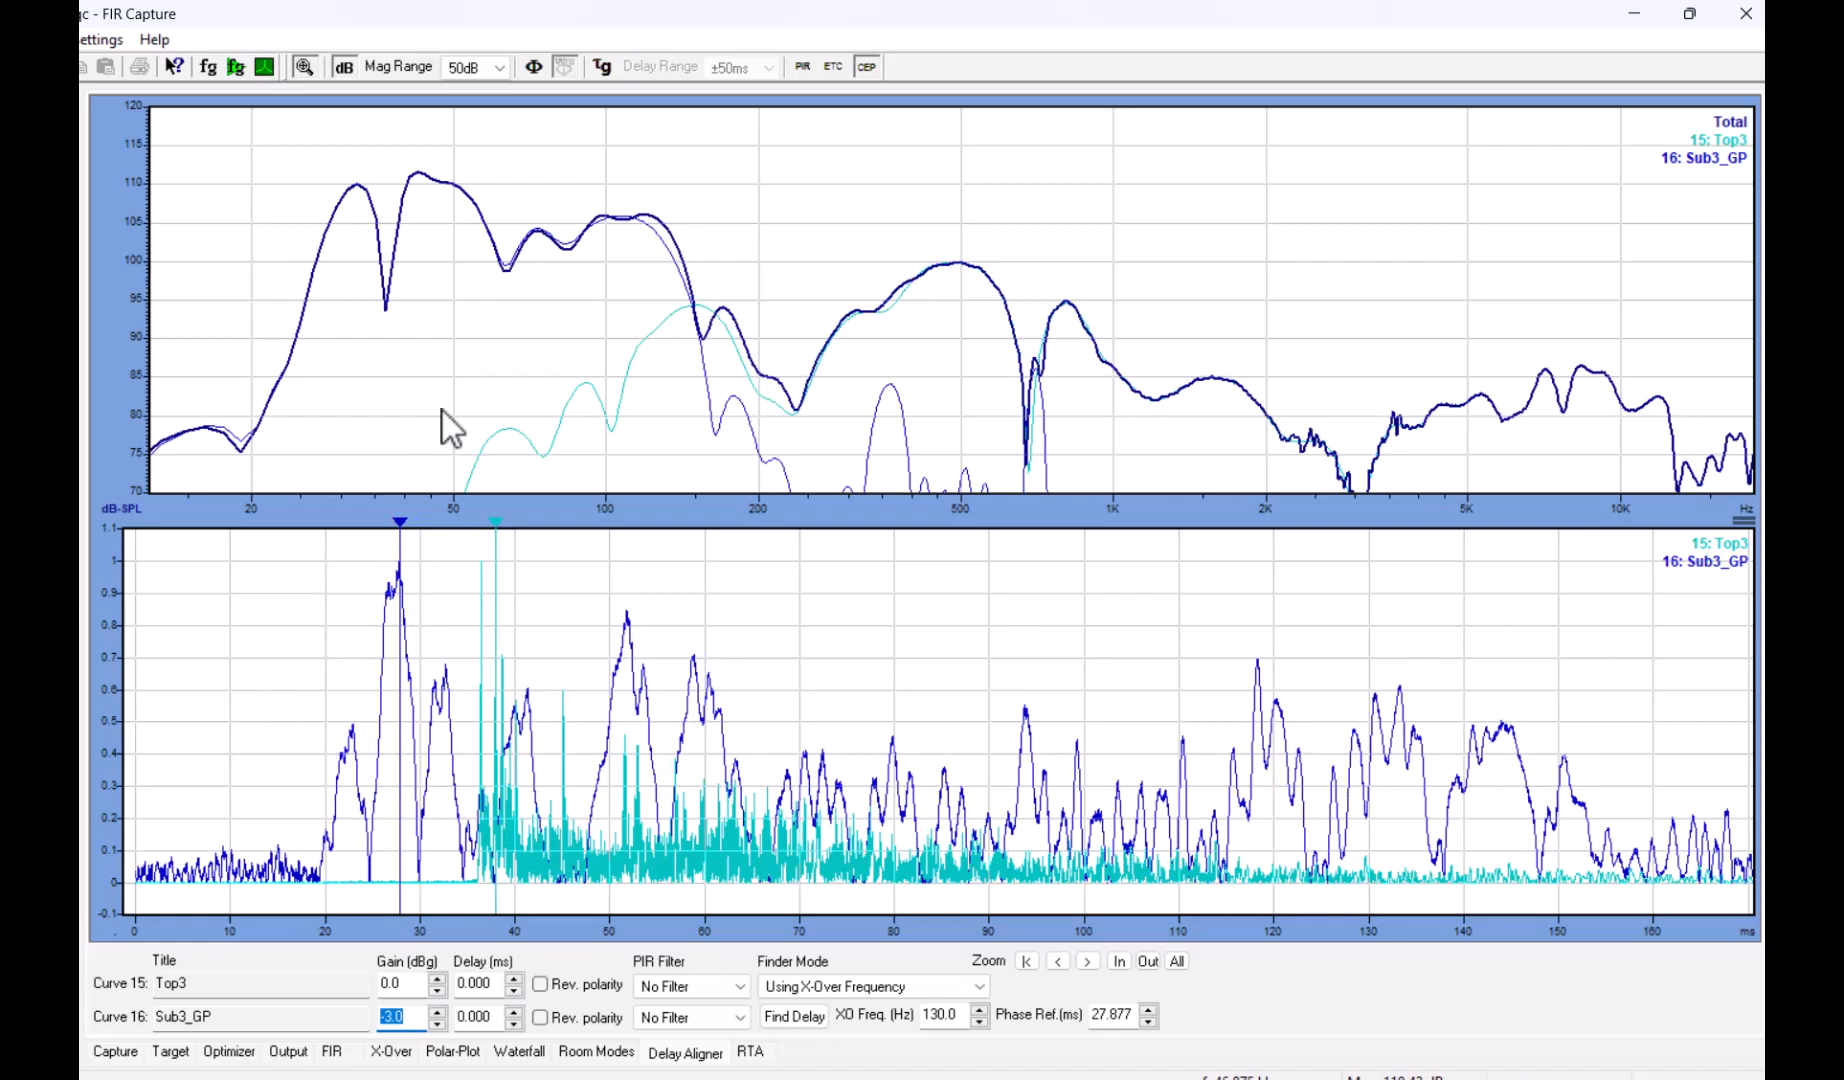 qc - FIR Capture
ettings Help
fg fg dB Mag Range 50dB Φ τg Delay Range ±50ms PIR ETC CEP
120
115
110
105
100
95
90
85
80
75
70
Total
15: Top3
16: Sub3_GP
dB-SPL 20 50 100 200 500 1K 2K 5K 10K Hz
1.1
1
0.9
0.8
0.7
0.6
0.5
0.4
0.3
0.2
0.1
0
-0.1
15: Top3
16: Sub3_GP
0 10 20 30 40 50 60 70 80 90 100 110 120 130 140 150 160 ms
Title Gain (dBg) Delay (ms) PIR Filter Finder Mode Zoom |< < > In Out All
Curve 15: Top3 0.0 0.000 Rev. polarity No Filter Using X-Over Frequency
Curve 16: Sub3_GP -3.0 0.000 Rev. polarity No Filter Find Delay XO Freq. (Hz) 130.0 Phase Ref.(ms) 27.877
Capture Target Optimizer Output FIR X-Over Polar-Plot Waterfall Room Modes Delay Aligner RTA